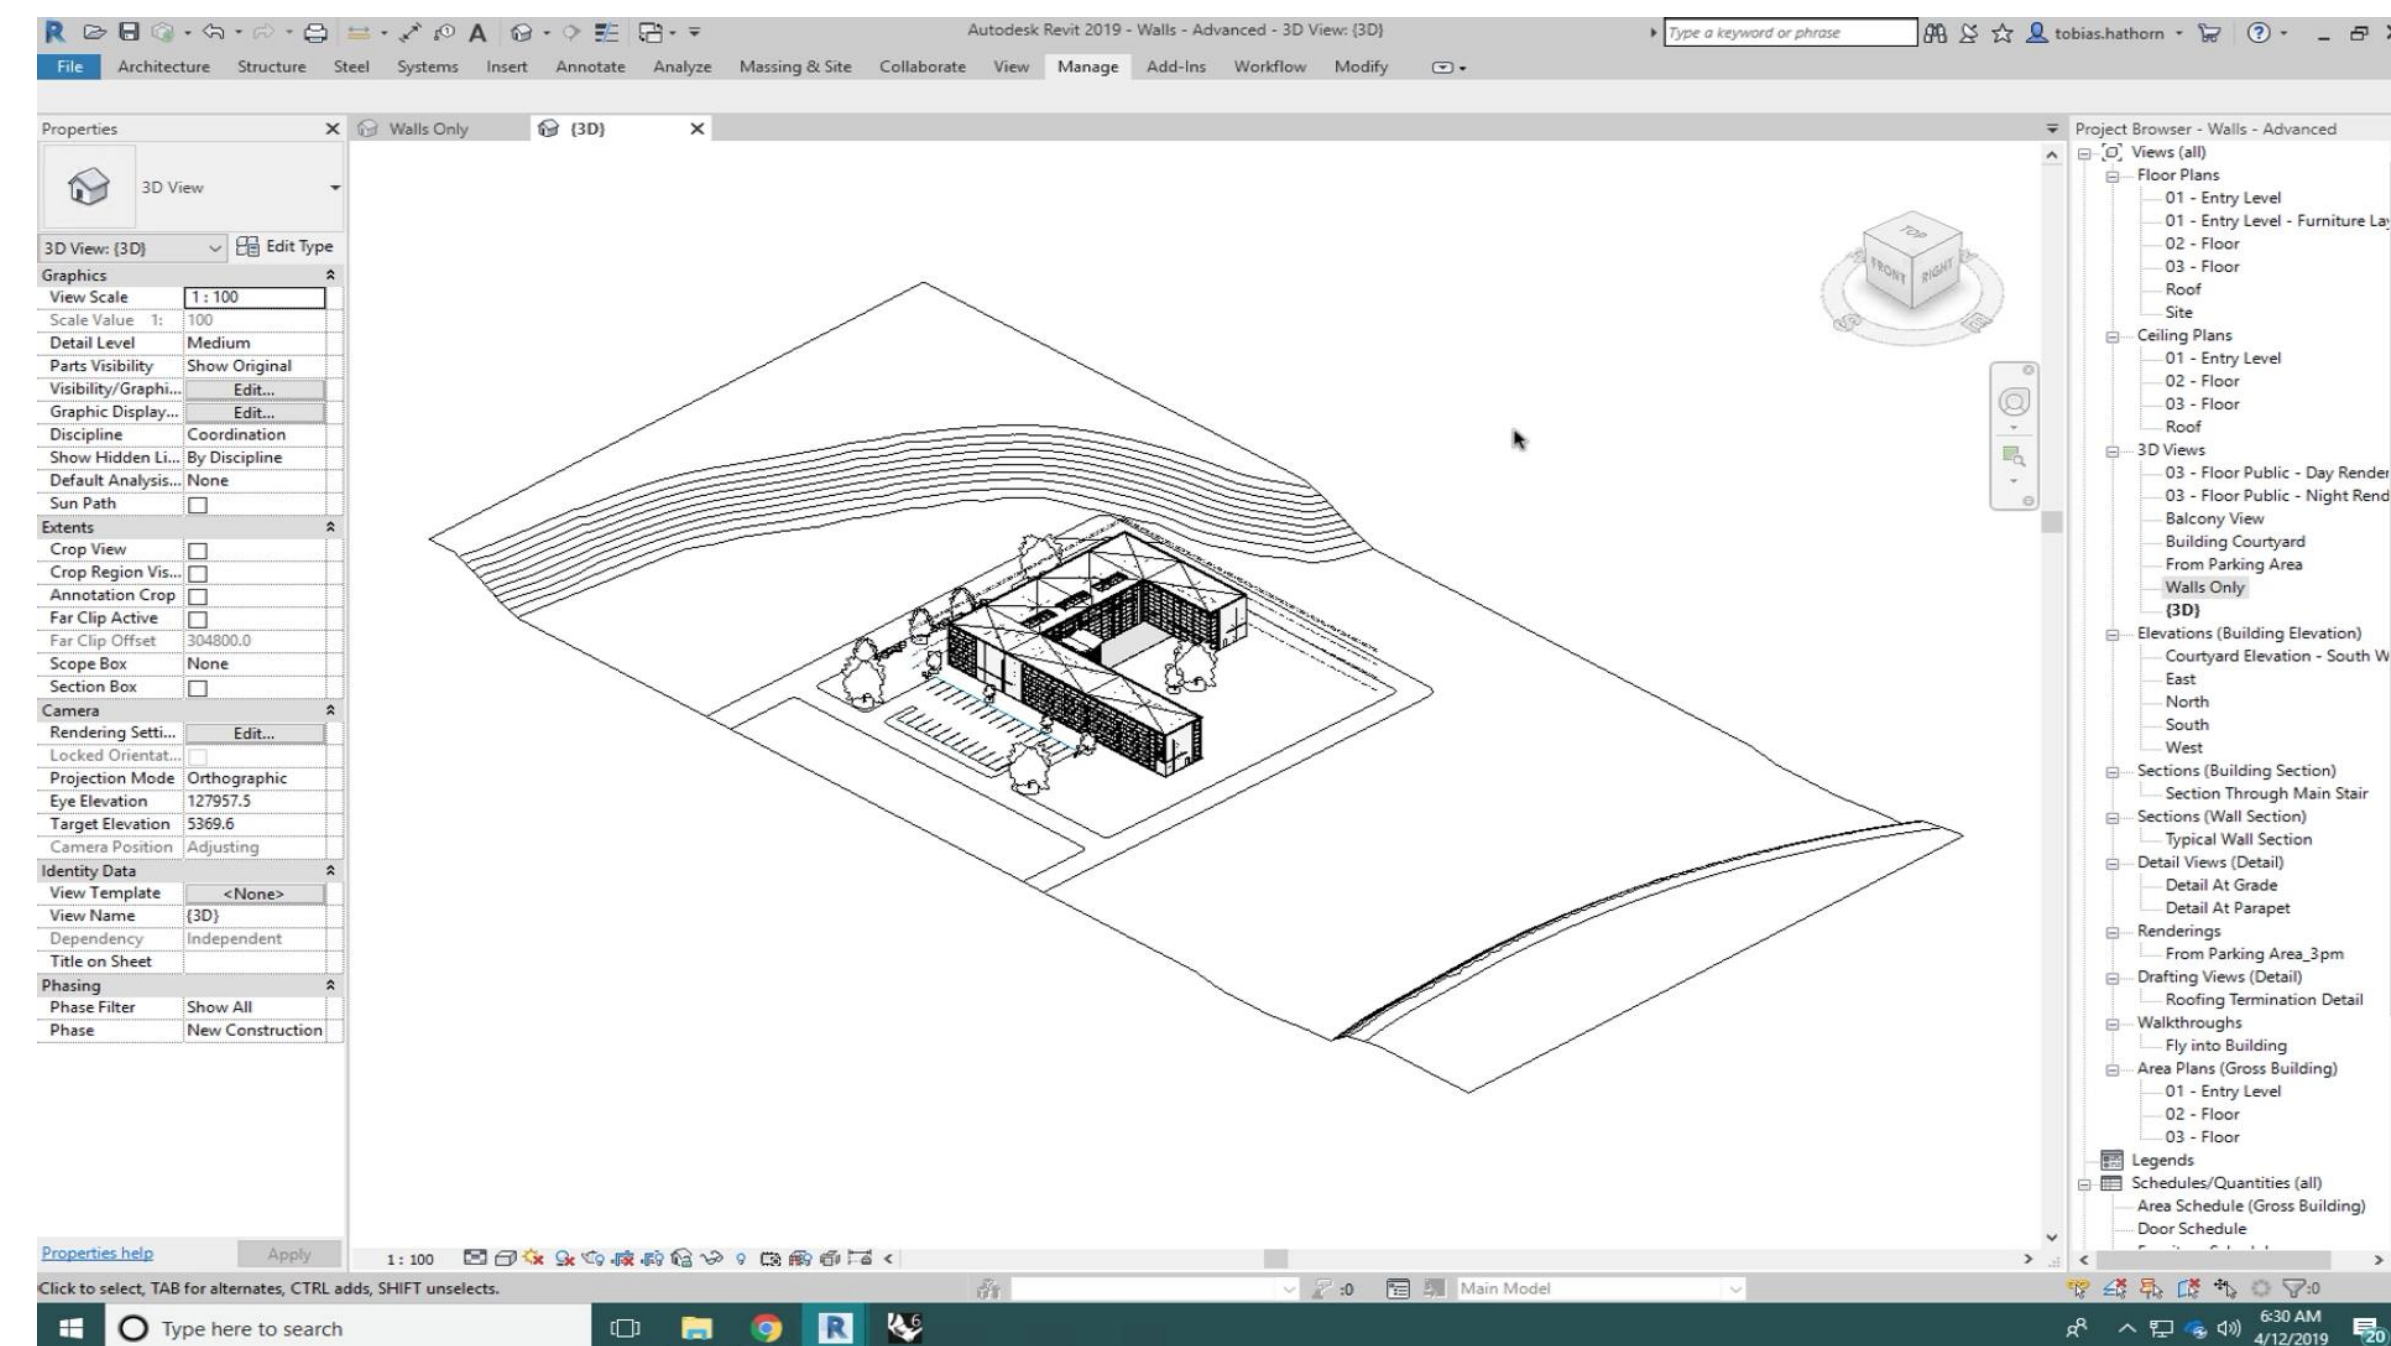 Autodesk Revit 2019 - Walls - Advanced - 3D View: {3D}
Type a keyword or phrase
tobias.hathorn
File Architecture Structure Steel Systems Insert Annotate Analyze Massing & Site Collaborate View Manage Add-Ins Workflow Modify
Properties
3D View
3D View: {3D} Edit Type
Graphics
View Scale 1 : 100
Scale Value 1: 100
Detail Level Medium
Parts Visibility Show Original
Visibility/Graphi... Edit...
Graphic Display... Edit...
Discipline Coordination
Show Hidden Li... By Discipline
Default Analysis... None
Sun Path
Extents
Crop View
Crop Region Vis...
Annotation Crop
Far Clip Active
Far Clip Offset 304800.0
Scope Box None
Section Box
Camera
Rendering Setti... Edit...
Locked Orientat...
Projection Mode Orthographic
Eye Elevation 127957.5
Target Elevation 5369.6
Camera Position Adjusting
Identity Data
View Template <None>
View Name {3D}
Dependency Independent
Title on Sheet
Phasing
Phase Filter Show All
Phase New Construction
Properties help Apply
Walls Only {3D}
TOP
FRONT RIGHT
S E
1 : 100
Project Browser - Walls - Advanced
Views (all)
Floor Plans
01 - Entry Level
01 - Entry Level - Furniture Lay
02 - Floor
03 - Floor
Roof
Site
Ceiling Plans
01 - Entry Level
02 - Floor
03 - Floor
Roof
3D Views
03 - Floor Public - Day Render
03 - Floor Public - Night Rend
Balcony View
Building Courtyard
From Parking Area
Walls Only
{3D}
Elevations (Building Elevation)
Courtyard Elevation - South W
East
North
South
West
Sections (Building Section)
Section Through Main Stair
Sections (Wall Section)
Typical Wall Section
Detail Views (Detail)
Detail At Grade
Detail At Parapet
Renderings
From Parking Area_3pm
Drafting Views (Detail)
Roofing Termination Detail
Walkthroughs
Fly into Building
Area Plans (Gross Building)
01 - Entry Level
02 - Floor
03 - Floor
Legends
Schedules/Quantities (all)
Area Schedule (Gross Building)
Door Schedule
Click to select, TAB for alternates, CTRL adds, SHIFT unselects. :0 Main Model :0
Type here to search
6:30 AM
4/12/2019
20